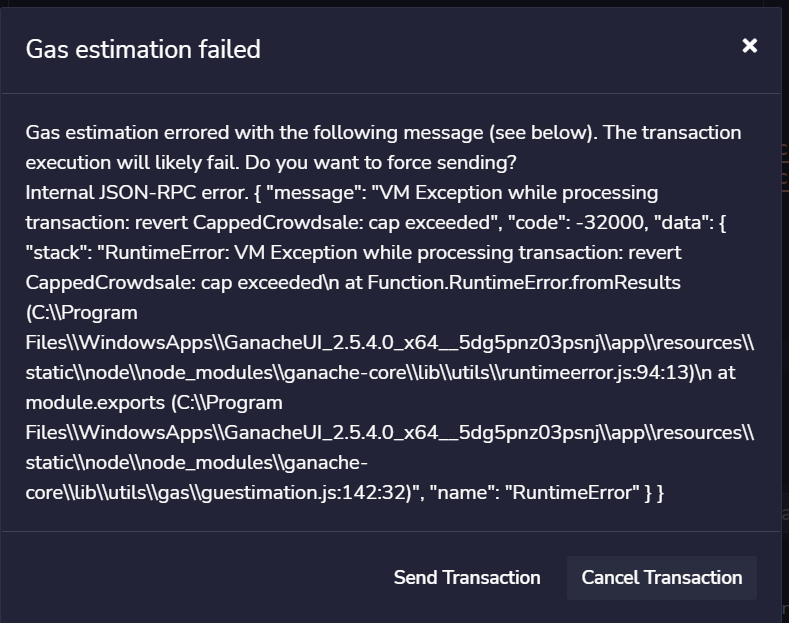 Gas estimation failed
Gas estimation errored with the following message (see below). The transaction
execution will likely fail. Do you want to force sending?
Internal JSON-RPC error. { "message": "VM Exception while processing
transaction: revert CappedCrowdsale: cap exceeded", "code": -32000, "data": {
"stack": "RuntimeError: VM Exception while processing transaction: revert
CappedCrowdsale: cap exceeded\n at Function.RuntimeError.fromResults
(C:\\Program
Files\\WindowsApps\\GanacheUI_2.5.4.0_x64__5dg5pnz03psnj\\app\\resources\\
static\\node\\node_modules\\ganache-core\\lib\\utils\\runtimeerror.js:94:13)\n at
module.exports (C:\\Program
Files\\WindowsApps\\GanacheUI_2.5.4.0_x64__5dg5pnz03psnj\\app\\resources\\
static\\node\\node_modules\\ganache-
core\\lib\\utils\\gas\\guestimation.js:142:32)", "name": "RuntimeError" } }
Send Transaction
Cancel Transaction